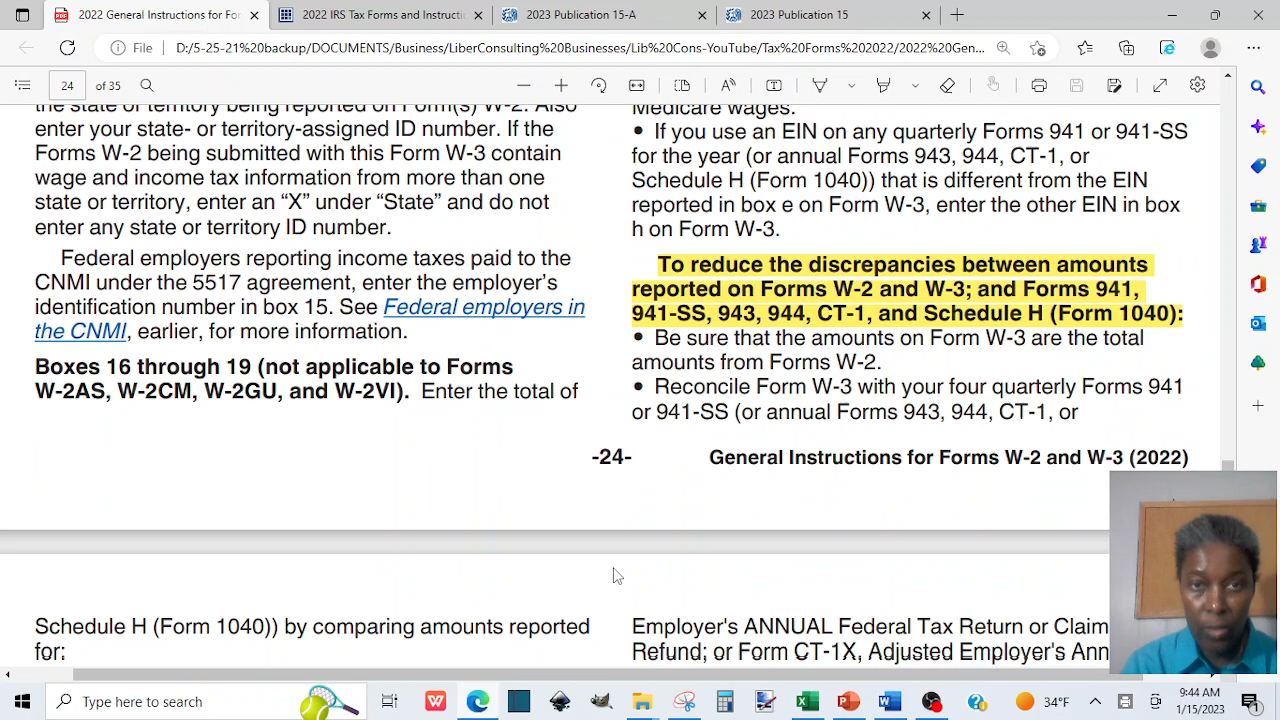 2022 General Instructions for For
2022 IRS Tax Forms and Instructi
2023 Publication 15-A
2023 Publication 15
File
D:/5-25-21%20backup/DOCUMENTS/Business/LiberConsulting%20Businesses/Lib%20Cons-YouTube/Tax%20Forms%202022/2022%20Gen...
24 of 35
the state or territory being reported on Form(s) W-2. Also
enter your state- or territory-assigned ID number. If the
Forms W-2 being submitted with this Form W-3 contain
wage and income tax information from more than one
state or territory, enter an “X” under “State” and do not
enter any state or territory ID number.
Federal employers reporting income taxes paid to the
CNMI under the 5517 agreement, enter the employer’s
identification number in box 15. See Federal employers in
the CNMI, earlier, for more information.
Boxes 16 through 19 (not applicable to Forms
W-2AS, W-2CM, W-2GU, and W-2VI). Enter the total of
Medicare wages.
• If you use an EIN on any quarterly Forms 941 or 941-SS
for the year (or annual Forms 943, 944, CT-1, or
Schedule H (Form 1040)) that is different from the EIN
reported in box e on Form W-3, enter the other EIN in box
h on Form W-3.
To reduce the discrepancies between amounts
reported on Forms W-2 and W-3; and Forms 941,
941-SS, 943, 944, CT-1, and Schedule H (Form 1040):
• Be sure that the amounts on Form W-3 are the total
amounts from Forms W-2.
• Reconcile Form W-3 with your four quarterly Forms 941
or 941-SS (or annual Forms 943, 944, CT-1, or
-24-
General Instructions for Forms W-2 and W-3 (2022)
Schedule H (Form 1040)) by comparing amounts reported
for:
Employer's ANNUAL Federal Tax Return or Claim
Refund; or Form CT-1X, Adjusted Employer's Ann
Type here to search
34°F
9:44 AM
1/15/2023